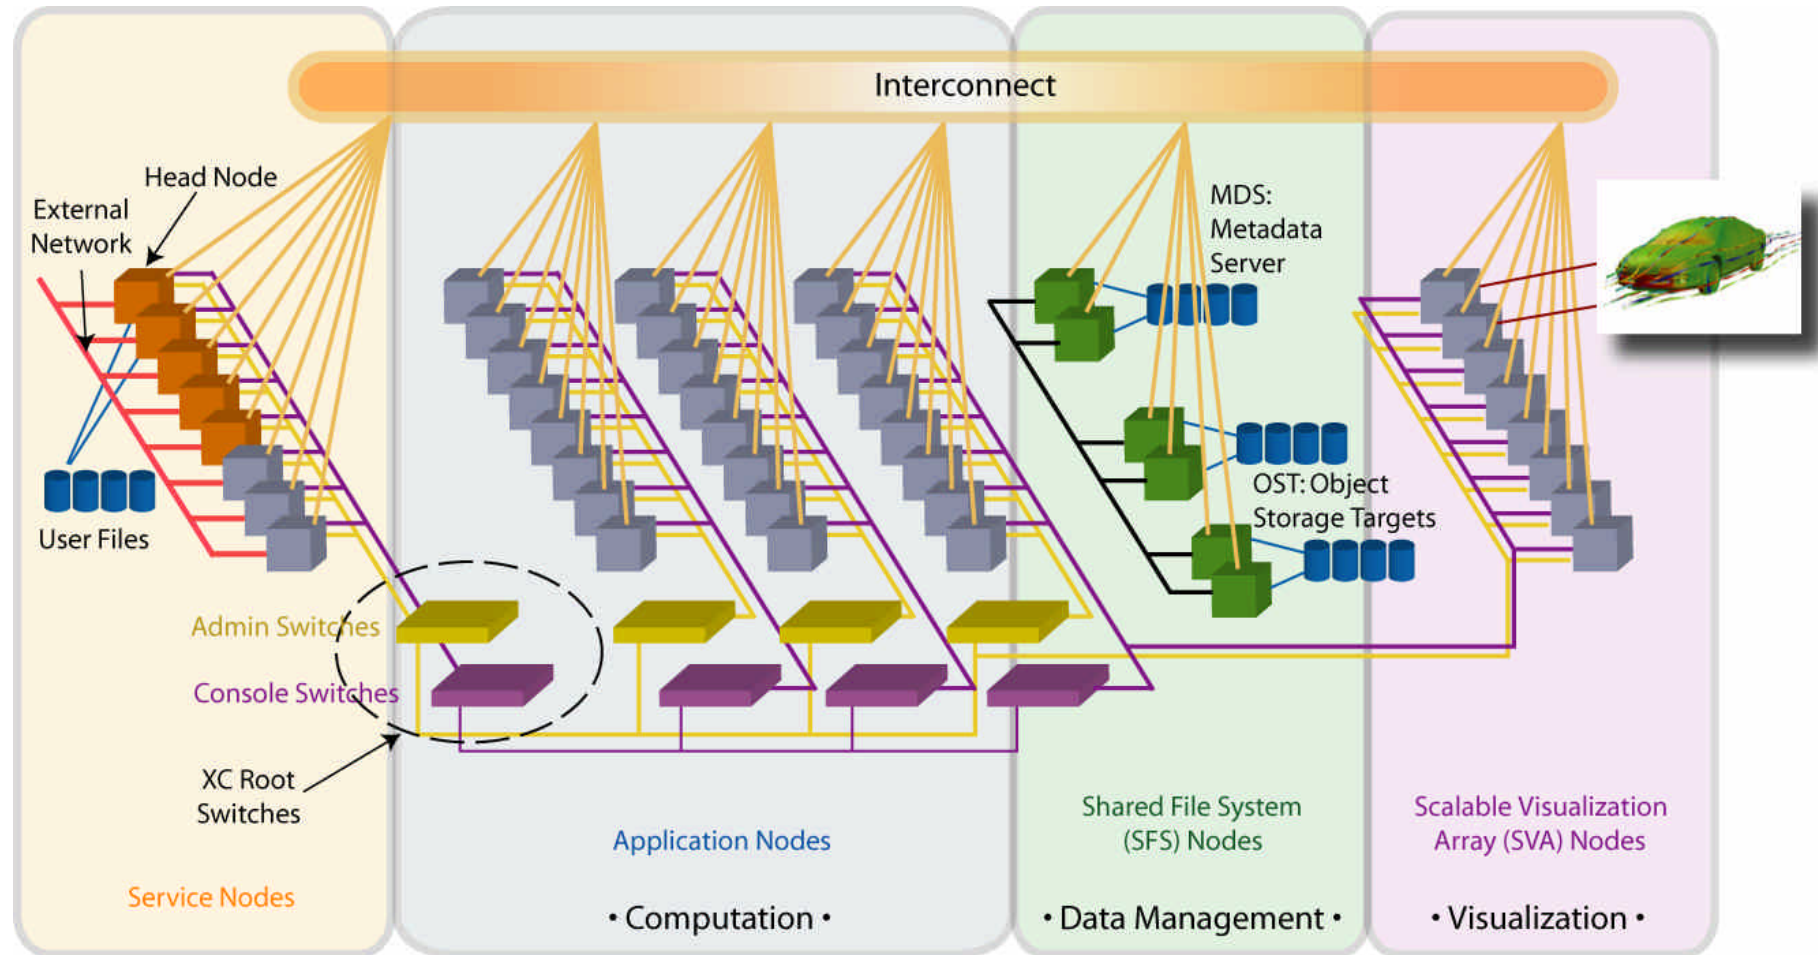 Interconnect
Head Node
External
Network
User Files
Admin Switches
Console Switches
XC Root
Switches
Service Nodes
Application Nodes
• Computation •
MDS:
Metadata
Server
OST: Object
Storage Targets
Shared File System
(SFS) Nodes
• Data Management •
Scalable Visualization
Array (SVA) Nodes
• Visualization •